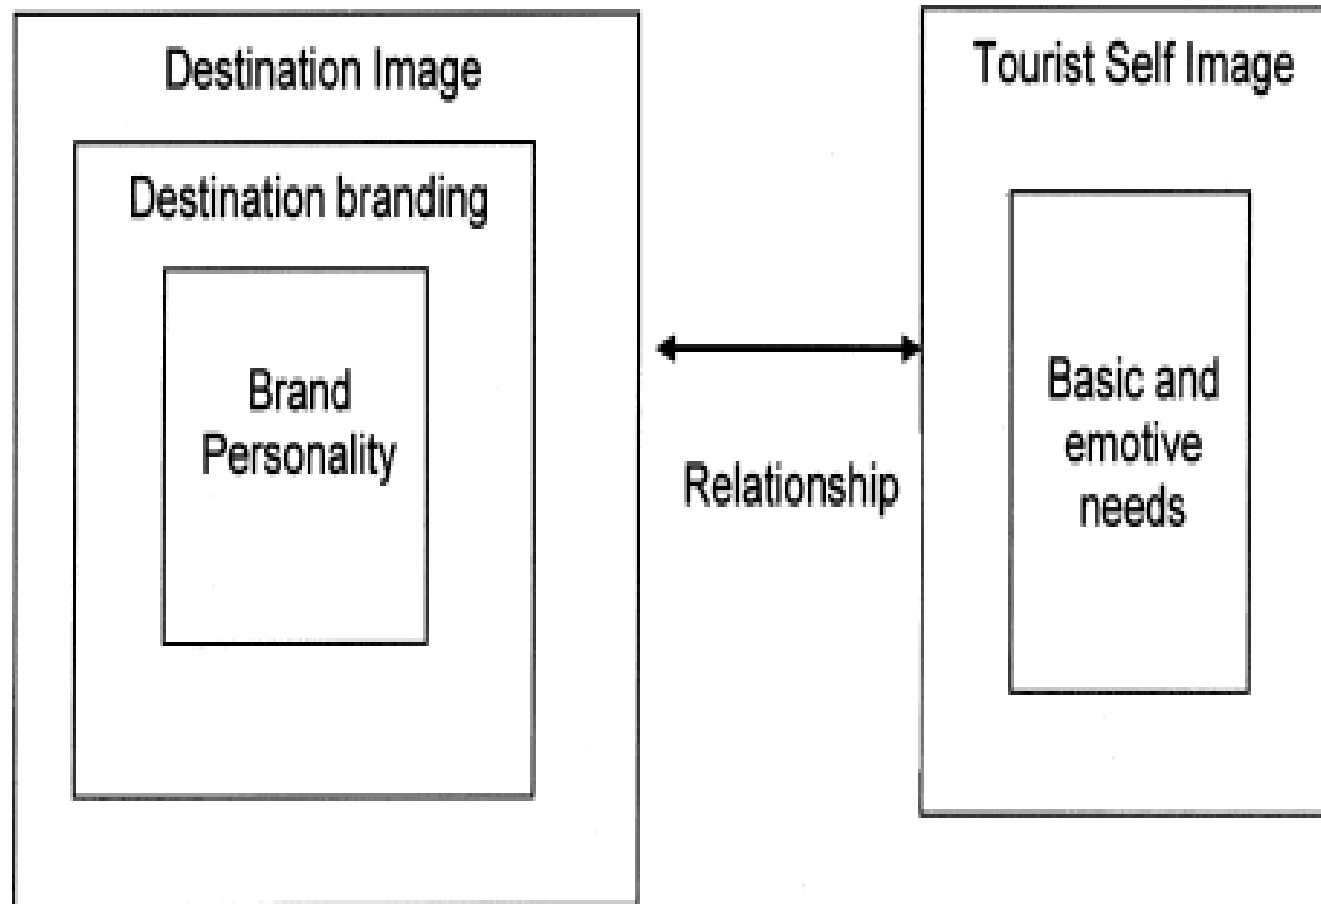 Destination Image
Destination branding
Brand
Personality
Relationship
Tourist Self Image
Basic and
emotive
needs